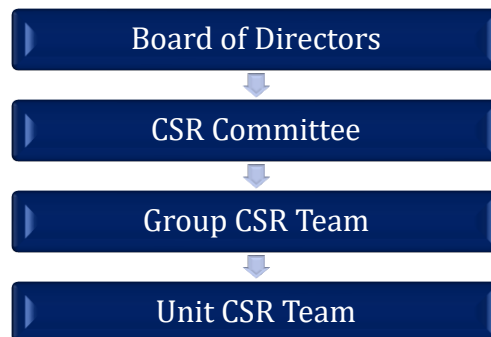 Board of Directors
CSR Committee
Group CSR Team
Unit CSR Team